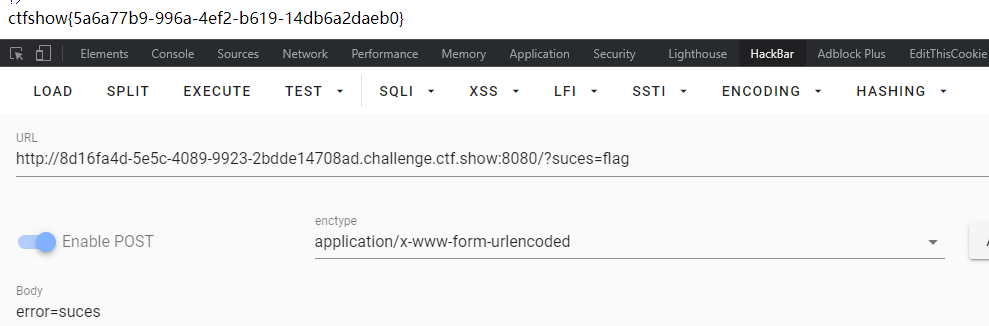 ctfshow{5a6a77b9-996a-4ef2-b619-14db6a2daeb0}
Elements Console Sources Network Performance Memory Application Security Lighthouse HackBar Adblock Plus EditThisCookie
LOAD SPLIT EXECUTE TEST SQLI XSS LFI SSTI ENCODING HASHING
URL
http://8d16fa4d-5e5c-4089-9923-2bdde14708ad.challenge.ctf.show:8080/?suces=flag
enctype
Enable POST application/x-www-form-urlencoded
Body
error=suces